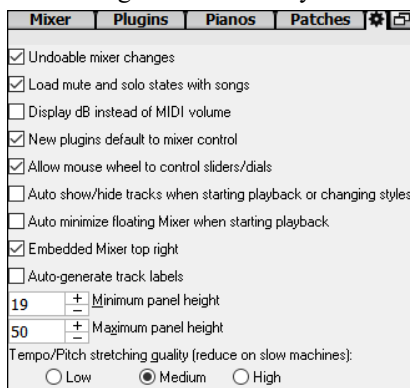 Mixer Plugins Pianos Patches
Undoable mixer changes
Load mute and solo states with songs
Display dB instead of MIDI volume
New plugins default to mixer control
Allow mouse wheel to control sliders/dials
Auto show/hide tracks when starting playback or changing styles
Auto minimize floating Mixer when starting playback
Embedded Mixer top right
Auto-generate track labels
19 + - Minimum panel height
50 + - Maximum panel height
Tempo/Pitch stretching quality (reduce on slow machines):
Low Medium High